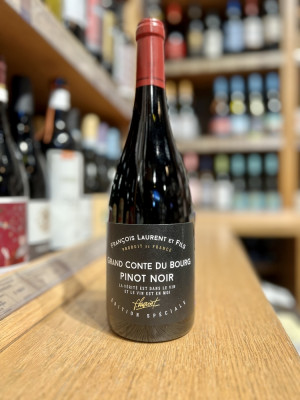 FRANÇOIS LAURENT ET FILS
PRODUIT DE FRANCE
GRAND CONTE DU BOURG
PINOT NOIR
LA VÉRITÉ EST DANS LE VIN
ET LE VIN EST EN MOI
ÉDITION SPÉCIALE